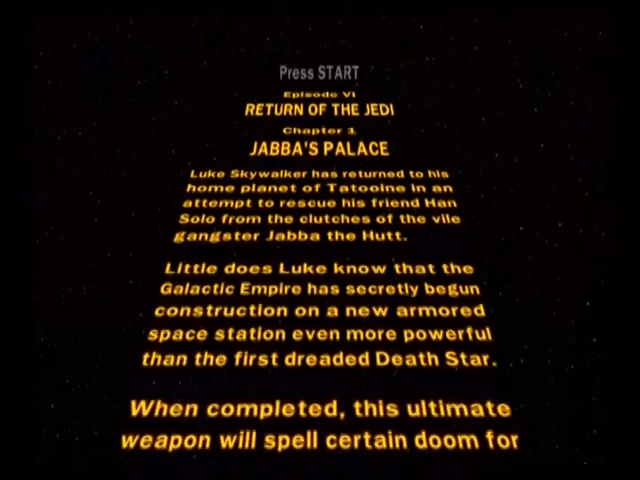 Press START
Episode VI
RETURN OF THE JEDI
Chapter 1
JABBA'S PALACE
Luke Skywalker has returned to his
home planet of Tatooine in an
attempt to rescue his friend Han
Solo from the clutches of the vile
gangster Jabba the Hutt.
Little does Luke know that the
Galactic Empire has secretly begun
construction on a new armored
space station even more powerful
than the first dreaded Death Star.
When completed, this ultimate
weapon will spell certain doom for